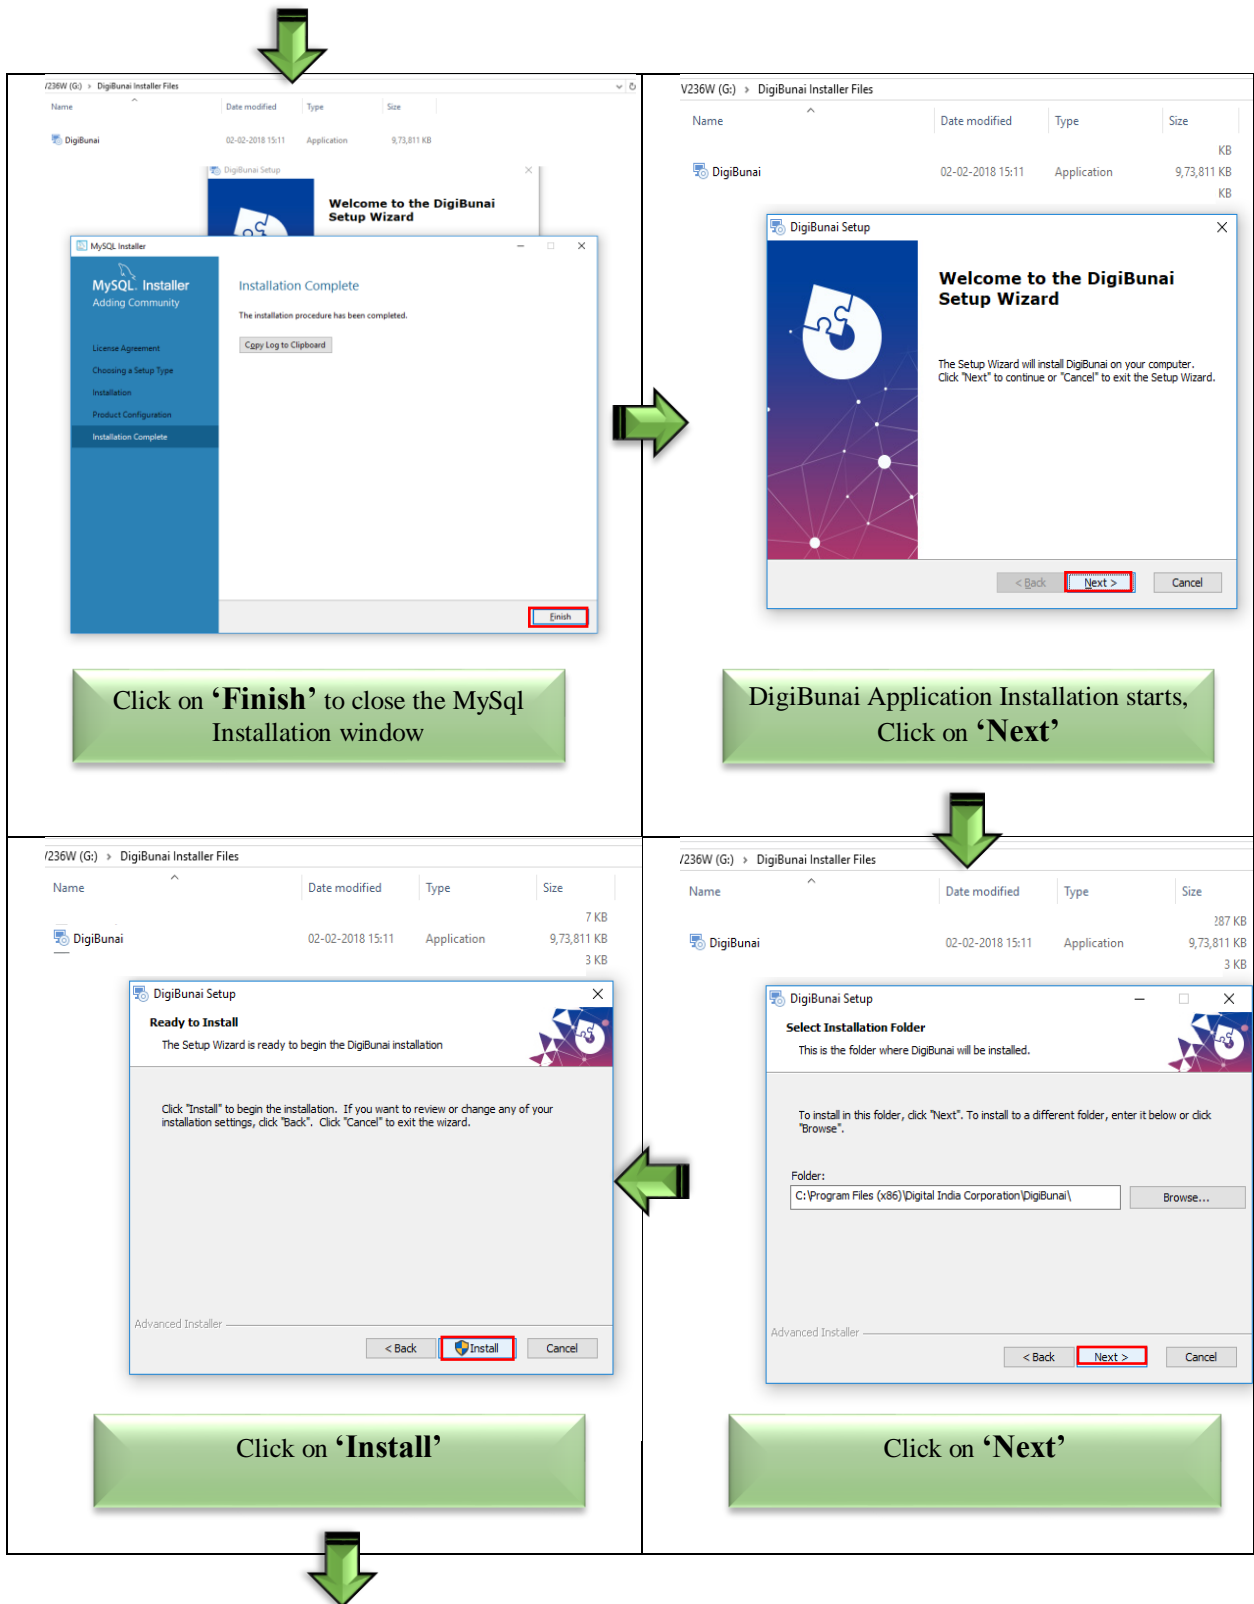 /236W (G:) > DigiBunai Installer Files
Name Date modified Type Size
DigiBunai 02-02-2018 15:11 Application 9,73,811 KB
DigiBunai Setup
Welcome to the DigiBunai
Setup Wizard
MySQL Installer
MySQL. Installer
Adding Community
License Agreement
Choosing a Setup Type
Installation
Product Configuration
Installation Complete
Installation Complete
The installation procedure has been completed.
Copy Log to Clipboard
Finish
Click on ‘Finish’ to close the MySql
Installation window
V236W (G:) > DigiBunai Installer Files
Name Date modified Type Size
KB
DigiBunai 02-02-2018 15:11 Application 9,73,811 KB
KB
DigiBunai Setup
Welcome to the DigiBunai
Setup Wizard
The Setup Wizard will install DigiBunai on your computer.
Click "Next" to continue or "Cancel" to exit the Setup Wizard.
< Back Next > Cancel
DigiBunai Application Installation starts,
Click on ‘Next’
/236W (G:) > DigiBunai Installer Files
Name Date modified Type Size
287 KB
DigiBunai 02-02-2018 15:11 Application 9,73,811 KB
3 KB
DigiBunai Setup
Select Installation Folder
This is the folder where DigiBunai will be installed.
To install in this folder, click "Next". To install to a different folder, enter it below or click
"Browse".
Folder:
C:\Program Files (x86)\Digital India Corporation\DigiBunai\ Browse...
Advanced Installer
< Back Next > Cancel
Click on ‘Next’
/236W (G:) > DigiBunai Installer Files
Name Date modified Type Size
7 KB
DigiBunai 02-02-2018 15:11 Application 9,73,811 KB
3 KB
DigiBunai Setup
Ready to Install
The Setup Wizard is ready to begin the DigiBunai installation
Click "Install" to begin the installation. If you want to review or change any of your
installation settings, click "Back". Click "Cancel" to exit the wizard.
Advanced Installer
< Back Install Cancel
Click on ‘Install’